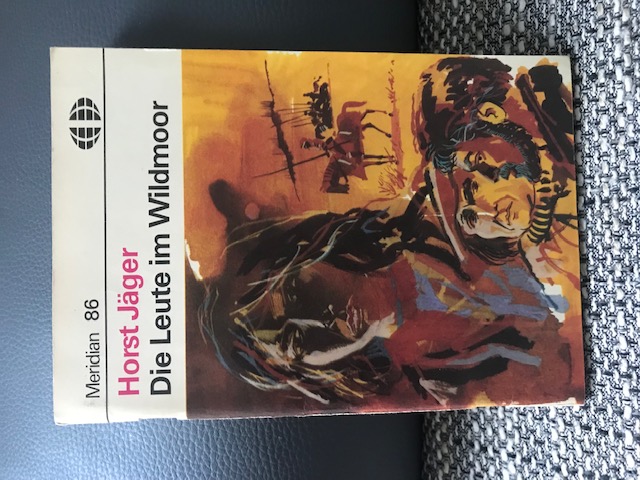 Meridian 86
Horst Jäger
Die Leute im Wildmoor